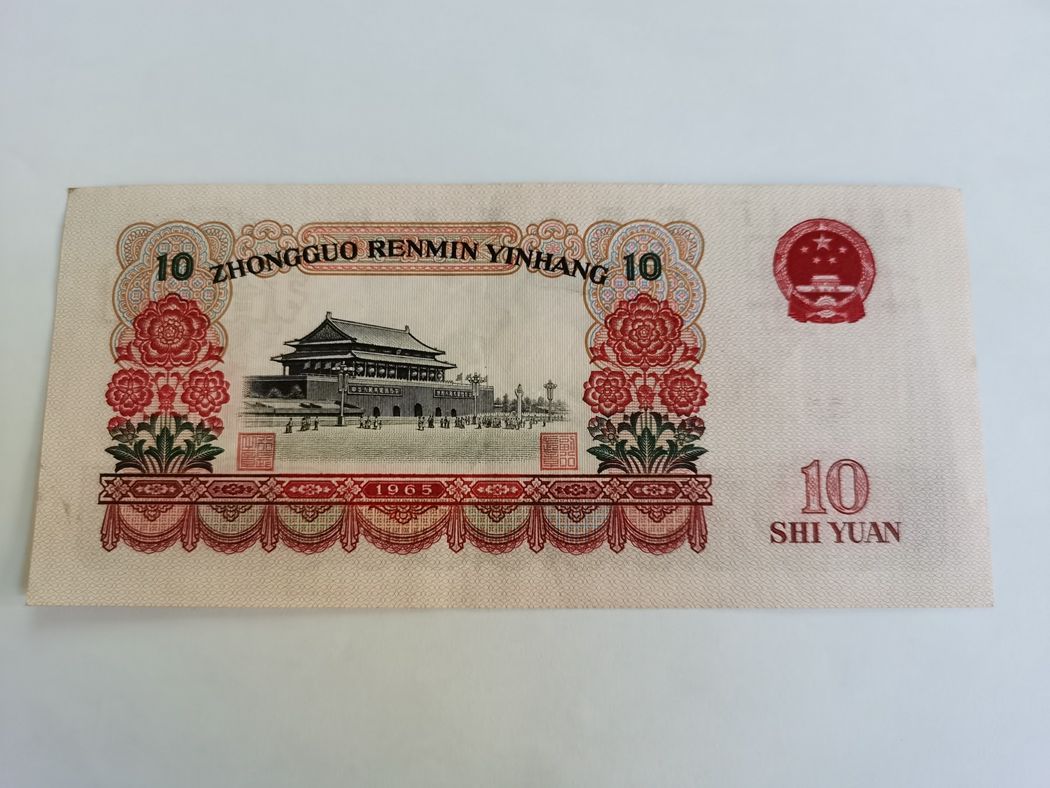 10 ZHONGGUO RENMIN YINHANG 10
1965
10
SHI YUAN